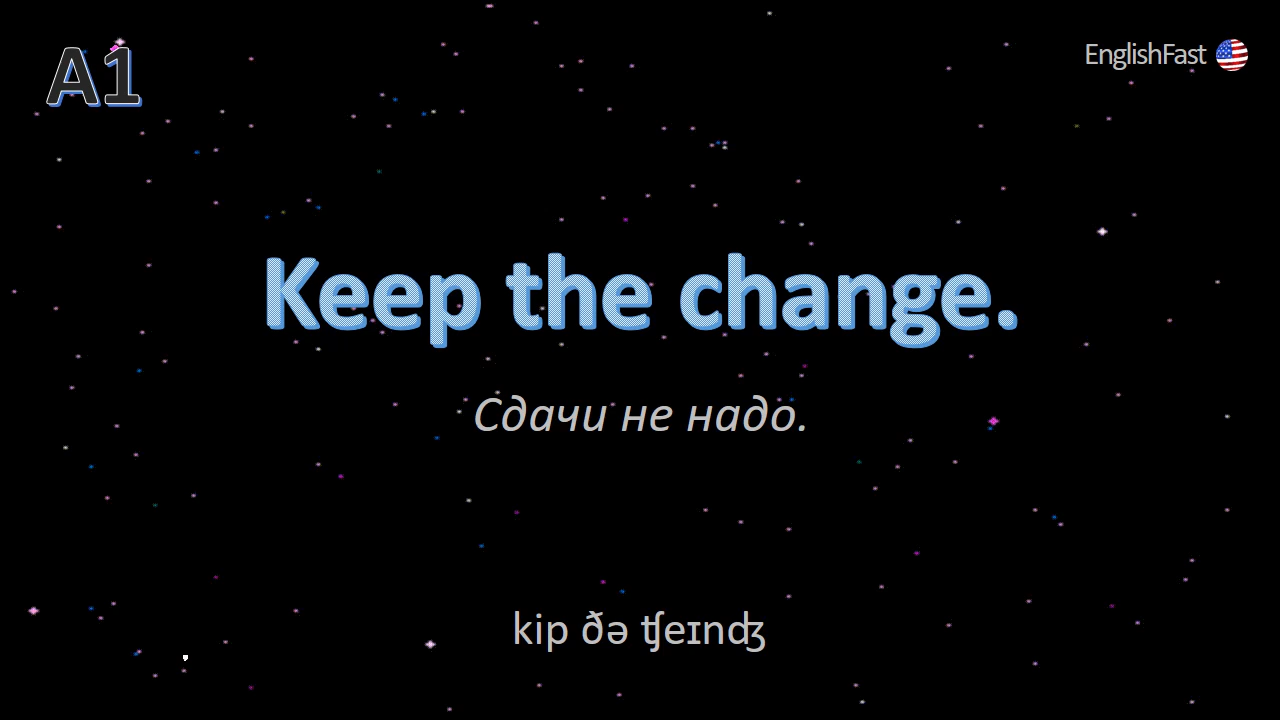 A1
EnglishFast
Keep the change.
Сдачи не надо.
kip ðə ʧeɪnʤ